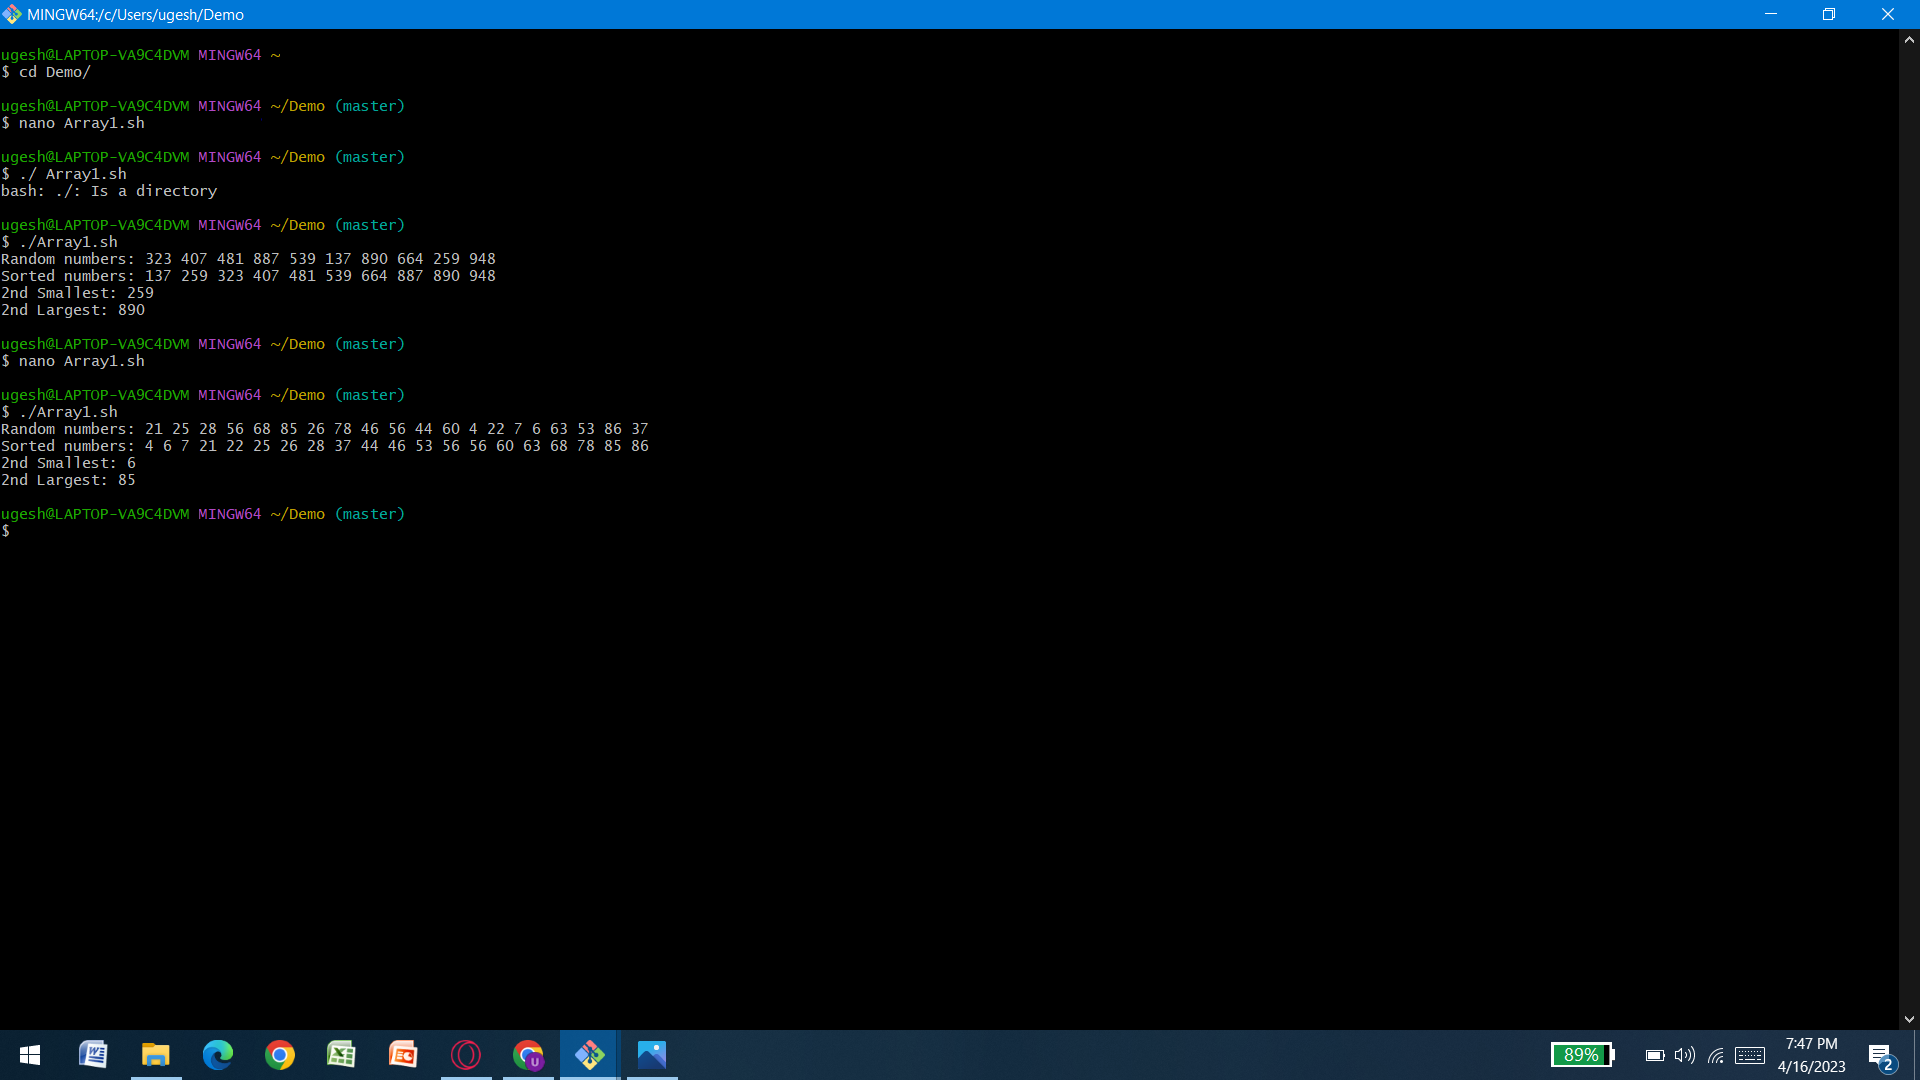 MINGW64:/c/Users/ugesh/Demo
ugesh@LAPTOP-VA9C4DVM MINGW64 ~
$ cd Demo/
ugesh@LAPTOP-VA9C4DVM MINGW64 ~/Demo (master)
$ nano Array1.sh
ugesh@LAPTOP-VA9C4DVM MINGW64 ~/Demo (master)
$ ./ Array1.sh
bash: ./: Is a directory
ugesh@LAPTOP-VA9C4DVM MINGW64 ~/Demo (master)
$ ./Array1.sh
Random numbers: 323 407 481 887 539 137 890 664 259 948
Sorted numbers: 137 259 323 407 481 539 664 887 890 948
2nd Smallest: 259
2nd Largest: 890
ugesh@LAPTOP-VA9C4DVM MINGW64 ~/Demo (master)
$ nano Array1.sh
ugesh@LAPTOP-VA9C4DVM MINGW64 ~/Demo (master)
$ ./Array1.sh
Random numbers: 21 25 28 56 68 85 26 78 46 56 44 60 4 22 7 6 63 53 86 37
Sorted numbers: 4 6 7 21 22 25 26 28 37 44 46 53 56 56 60 63 68 78 85 86
2nd Smallest: 6
2nd Largest: 85
ugesh@LAPTOP-VA9C4DVM MINGW64 ~/Demo (master)
$
89%
7:47 PM
4/16/2023
2